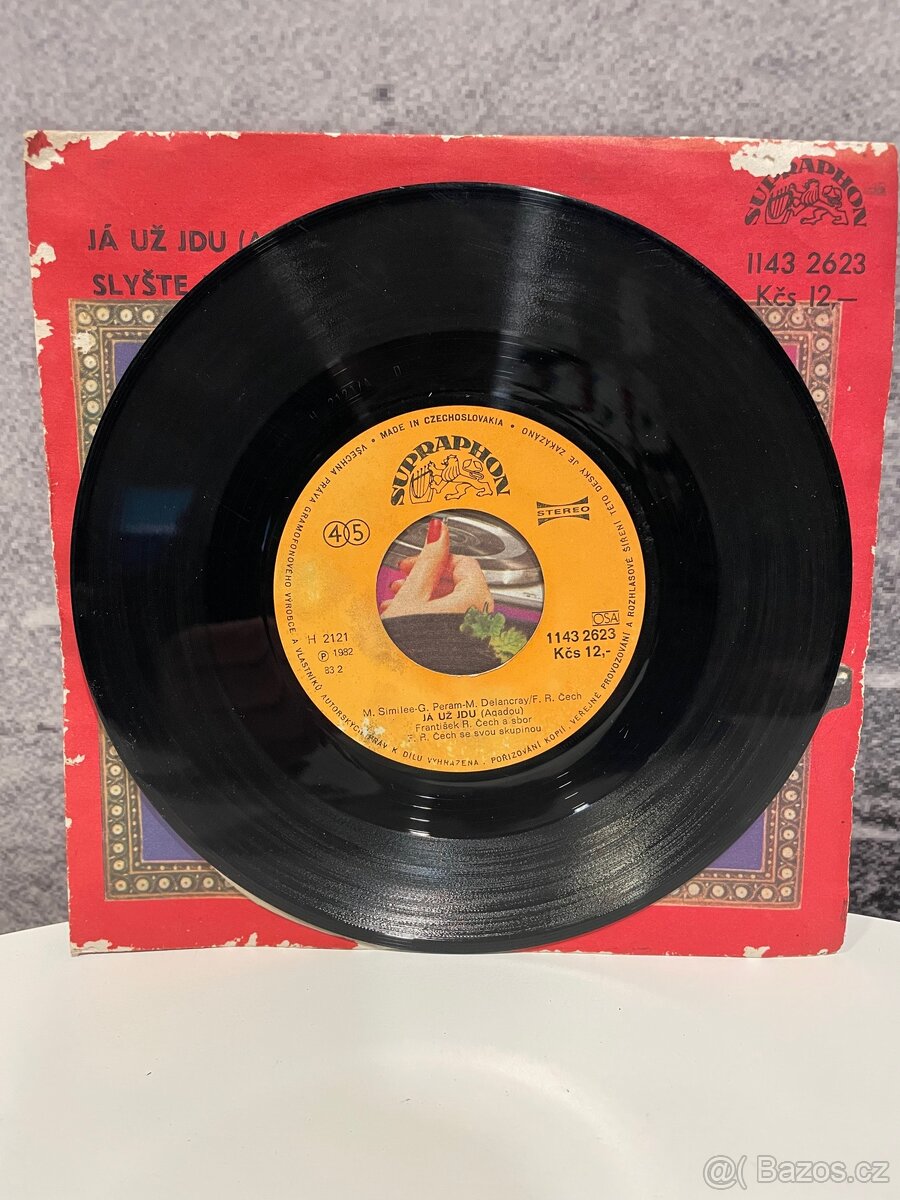 SUPRAPHON
JÁ UŽ JDU (A
1143 2623
SLYŠTE
Kčs 12,–
VŠECHNA PRÁVA GRAMOFONOVÉHO VÝROBCE A VLASTNÍKŮ AUTORSKÝCH PRÁV K DÍLU VYHRAZENA . POŘIZOVÁNÍ KOPIÍ . VEŘEJNÉ PROVOZOVÁNÍ A ROZHLASOVÉ ŠÍŘENÍ TÉTO DESKY JE ZAKÁZÁNO • MADE IN CZECHOSLOVAKIA •
SUPRAPHON
STEREO
45
H 2121
OSA
℗ 1982
1143 2623
83 2
Kčs 12,-
M. Similee-G. Peram-M. Delancray/F. R. Čech
JÁ UŽ JDU (Agadou)
František R. Čech a sbor
F. R. Čech se svou skupinou
@( Bazos.cz